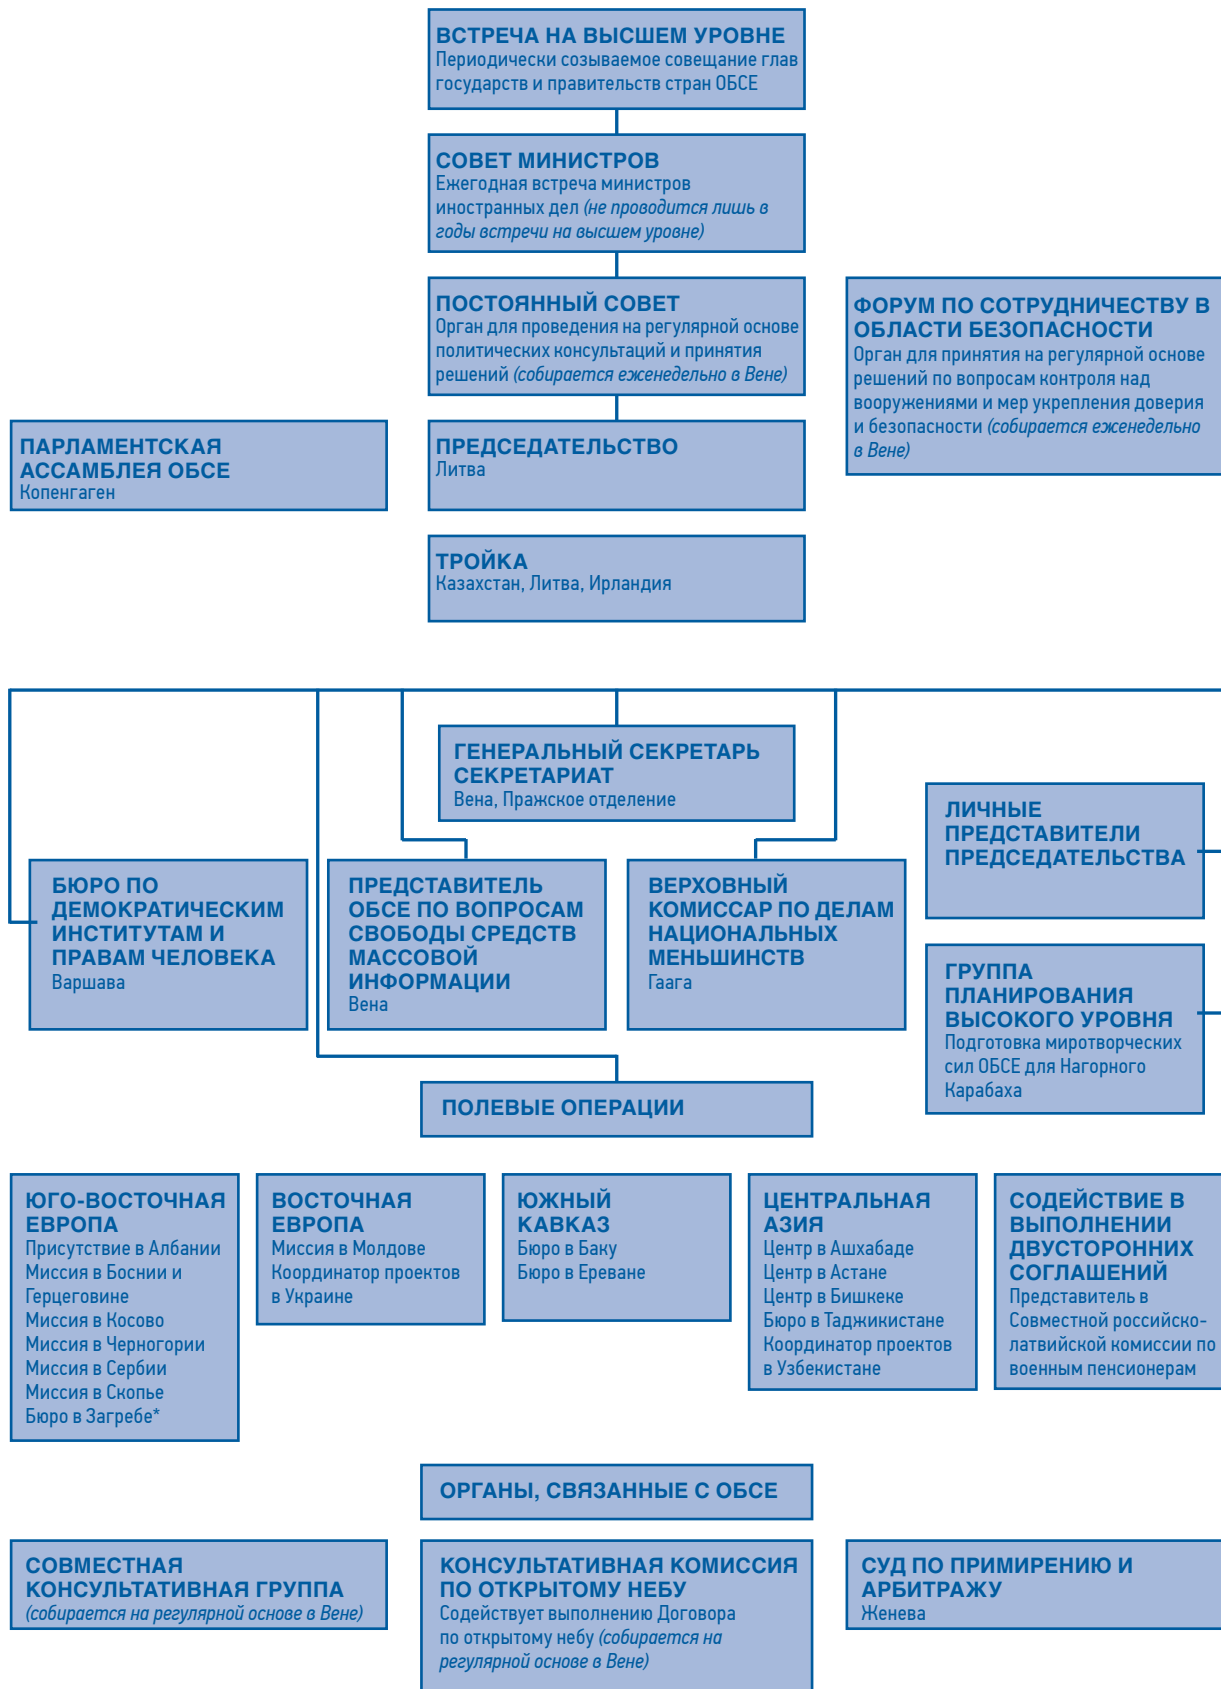 ВСТРЕЧА НА ВЫСШЕМ УРОВНЕ
Периодически созываемое совещание глав
государств и правительств стран ОБСЕ
СОВЕТ МИНИСТРОВ
Ежегодная встреча министров
иностранных дел (не проводится лишь в
годы встречи на высшем уровне)
ПОСТОЯННЫЙ СОВЕТ
Орган для проведения на регулярной основе
политических консультаций и принятия
решений (собирается еженедельно в Вене)
ФОРУМ ПО СОТРУДНИЧЕСТВУ В
ОБЛАСТИ БЕЗОПАСНОСТИ
Орган для принятия на регулярной основе
решений по вопросам контроля над
вооружениями и мер укрепления доверия
и безопасности (собирается еженедельно
в Вене)
ПАРЛАМЕНТСКАЯ
АССАМБЛЕЯ ОБСЕ
Копенгаген
ПРЕДСЕДАТЕЛЬСТВО
Литва
ТРОЙКА
Казахстан, Литва, Ирландия
ГЕНЕРАЛЬНЫЙ СЕКРЕТАРЬ
СЕКРЕТАРИАТ
Вена, Пражское отделение
ЛИЧНЫЕ
ПРЕДСТАВИТЕЛИ
ПРЕДСЕДАТЕЛЬСТВА
БЮРО ПО
ДЕМОКРАТИЧЕСКИМ
ИНСТИТУТАМ И
ПРАВАМ ЧЕЛОВЕКА
Варшава
ПРЕДСТАВИТЕЛЬ
ОБСЕ ПО ВОПРОСАМ
СВОБОДЫ СРЕДСТВ
МАССОВОЙ
ИНФОРМАЦИИ
Вена
ВЕРХОВНЫЙ
КОМИССАР ПО ДЕЛАМ
НАЦИОНАЛЬНЫХ
МЕНЬШИНСТВ
Гаага
ГРУППА
ПЛАНИРОВАНИЯ
ВЫСОКОГО УРОВНЯ
Подготовка миротворческих
сил ОБСЕ для Нагорного
Карабаха
ПОЛЕВЫЕ ОПЕРАЦИИ
ЮГО-ВОСТОЧНАЯ
ЕВРОПА
Присутствие в Албании
Миссия в Боснии и
Герцеговине
Миссия в Косово
Миссия в Черногории
Миссия в Сербии
Миссия в Скопье
Бюро в Загребе*
ВОСТОЧНАЯ
ЕВРОПА
Миссия в Молдове
Координатор проектов
в Украине
ЮЖНЫЙ
КАВКАЗ
Бюро в Баку
Бюро в Ереване
ЦЕНТРАЛЬНАЯ
АЗИЯ
Центр в Ашхабаде
Центр в Астане
Центр в Бишкеке
Бюро в Таджикистане
Координатор проектов
в Узбекистане
СОДЕЙСТВИЕ В
ВЫПОЛНЕНИИ
ДВУСТОРОННИХ
СОГЛАШЕНИЙ
Представитель в
Совместной российско-
латвийской комиссии по
военным пенсионерам
ОРГАНЫ, СВЯЗАННЫЕ С ОБСЕ
СОВМЕСТНАЯ
КОНСУЛЬТАТИВНАЯ ГРУППА
(собирается на регулярной основе в Вене)
КОНСУЛЬТАТИВНАЯ КОМИССИЯ
ПО ОТКРЫТОМУ НЕБУ
Содействует выполнению Договора
по открытому небу (собирается на
регулярной основе в Вене)
СУД ПО ПРИМИРЕНИЮ И
АРБИТРАЖУ
Женева